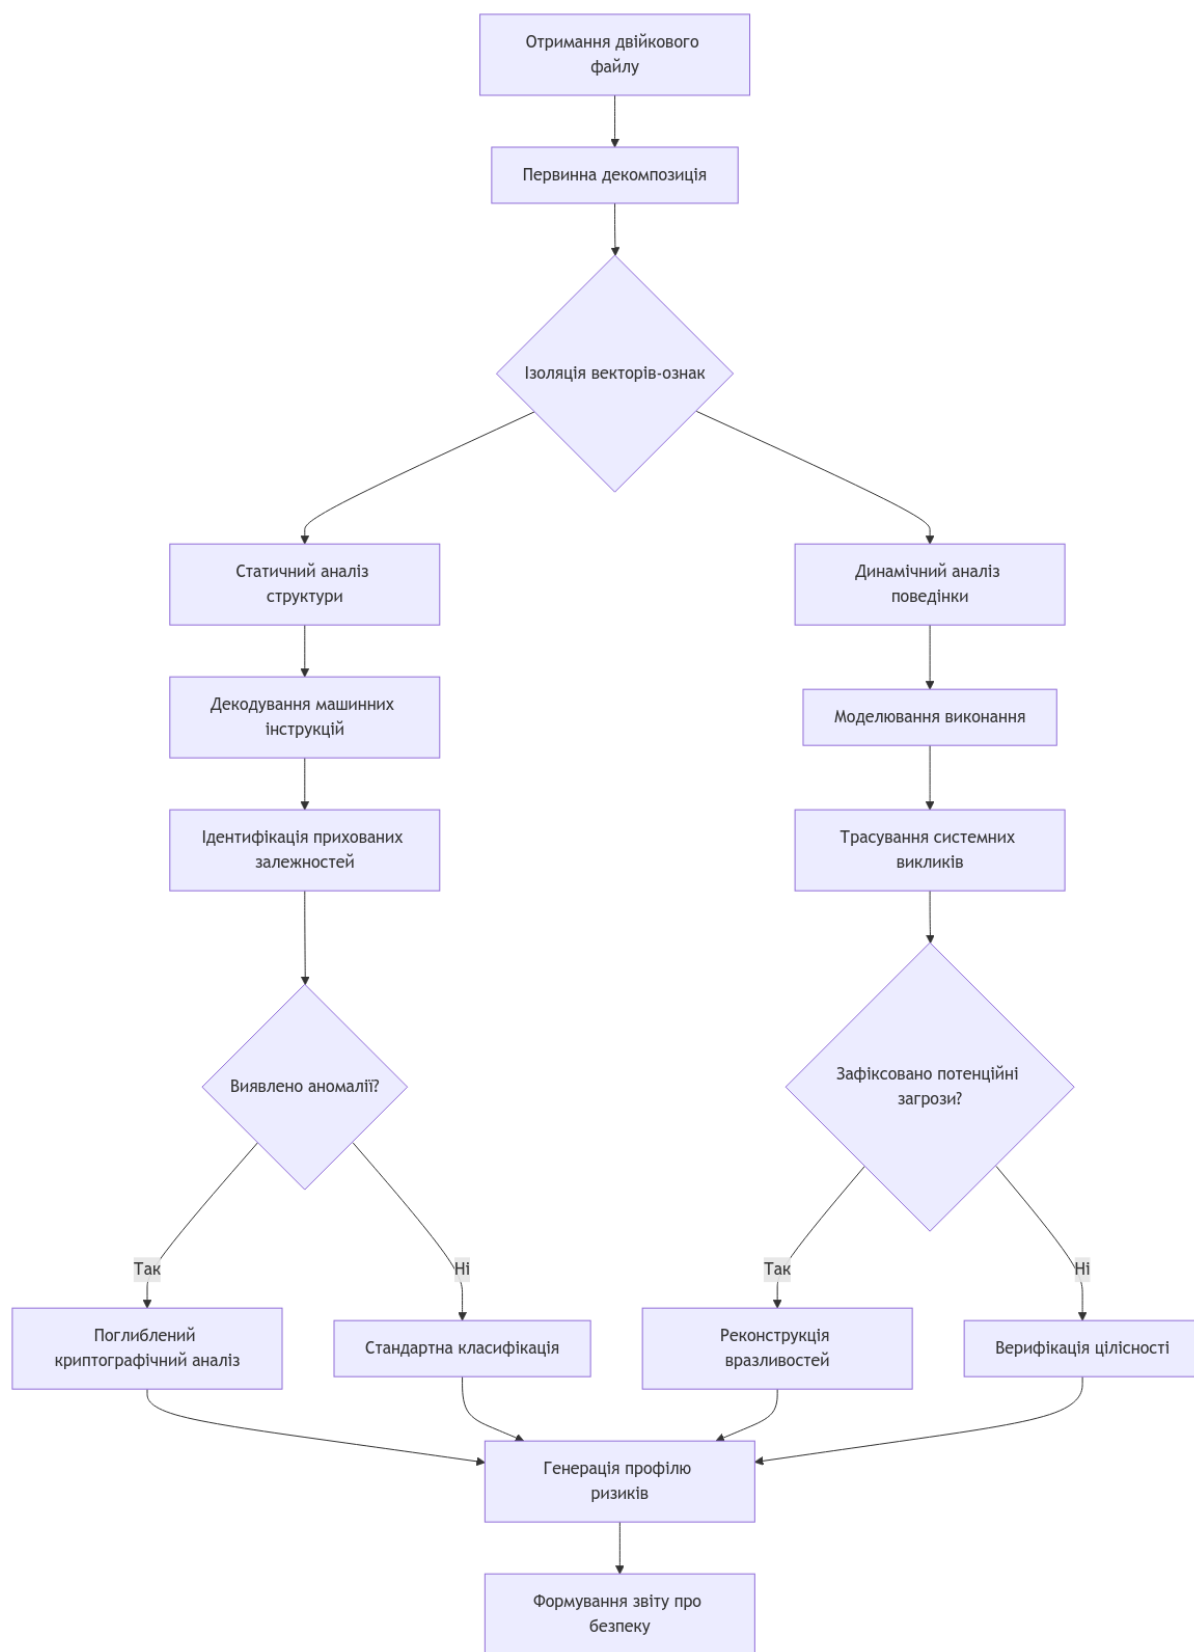 Отримання двійкового
файлу
Первинна декомпозиція
Ізоляція векторів-ознак
Статичний аналіз
структури
Динамічний аналіз
поведінки
Декодування машинних
інструкцій
Моделювання виконання
Ідентифікація прихованих
залежностей
Трасування системних
викликів
Виявлено аномалії?
Зафіксовано потенційні
загрози?
Так
Ні
Так
Ні
Поглиблений
криптографічний аналіз
Стандартна класифікація
Реконструкція
вразливостей
Верифікація цілісності
Генерація профілю
ризиків
Формування звіту про
безпеку